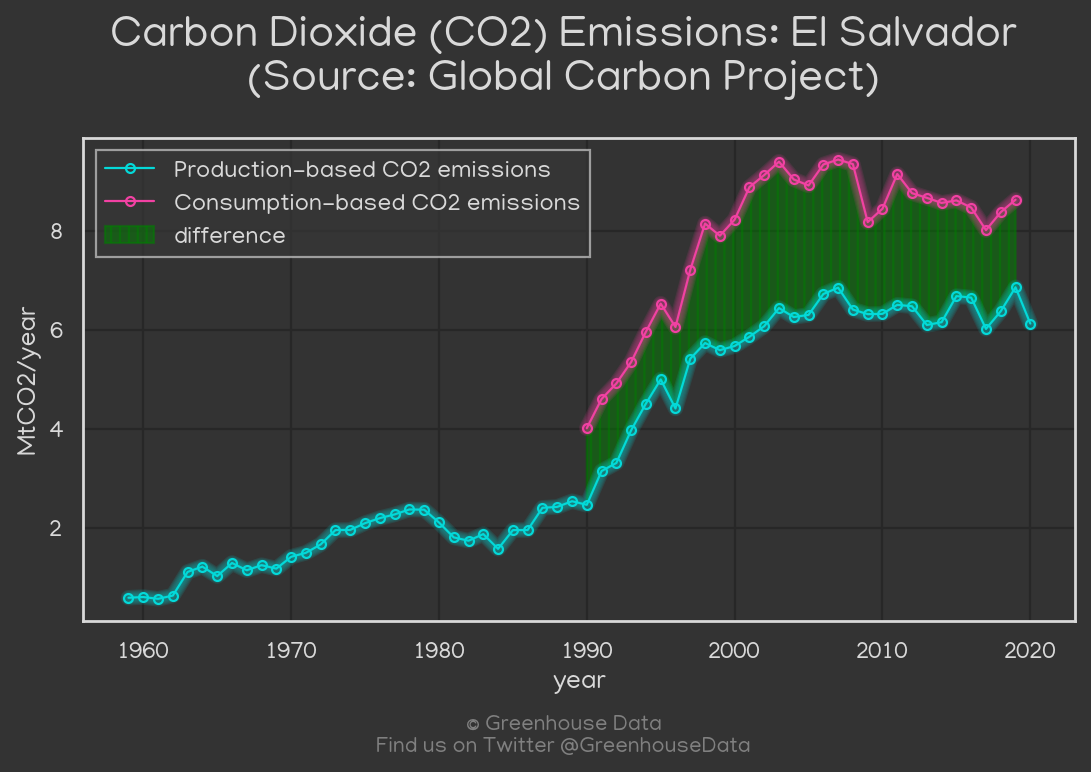 Carbon Dioxide (CO2) Emissions: El Salvador
(Source: Global Carbon Project)
Production-based CO2 emissions
Consumption-based CO2 emissions
difference
MtCO2/year
8
6
4
2
1960 1970 1980 1990 2000 2010 2020
year
© Greenhouse Data
Find us on Twitter @GreenhouseData